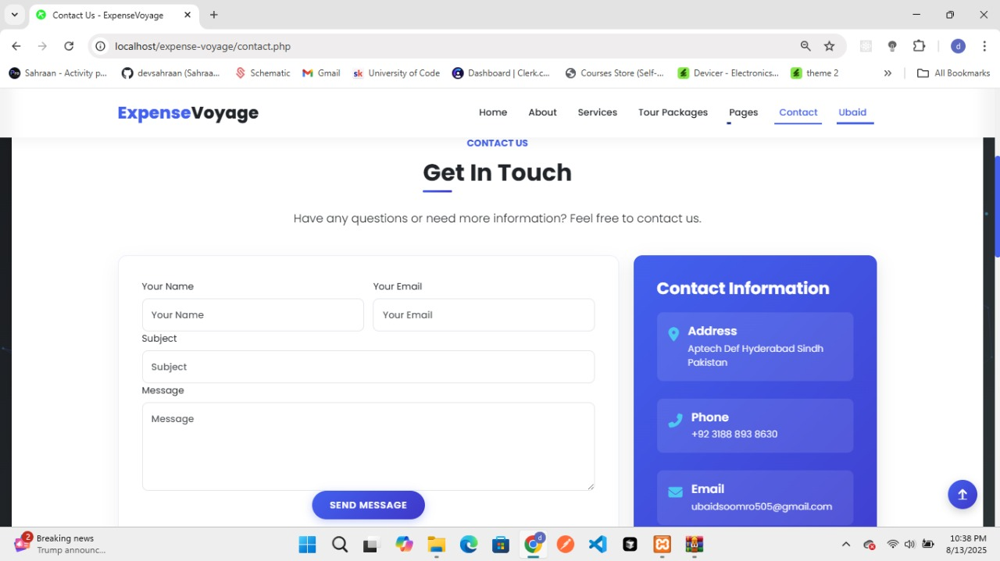 Contact Us - ExpenseVoyage
localhost/expense-voyage/contact.php
d
Pro
Sahraan - Activity p...
devsahraan (Sahraa...
Schematic
Gmail
sk
University of Code
Dashboard | Clerk.c...
Courses Store (Self-...
Devicer - Electronics...
theme 2
All Bookmarks
ExpenseVoyage
Home
About
Services
Tour Packages
Pages
Contact
Ubaid
CONTACT US
Get In Touch
Have any questions or need more information? Feel free to contact us.
Your Name
Your Email
Your Name
Your Email
Subject
Subject
Message
Message
SEND MESSAGE
Contact Information
Address
Aptech Def Hyderabad Sindh
Pakistan
Phone
+92 3188 893 8630
Email
ubaidsoomro505@gmail.com
2
Breaking news
Trump announc...
d
10:38 PM
8/13/2025